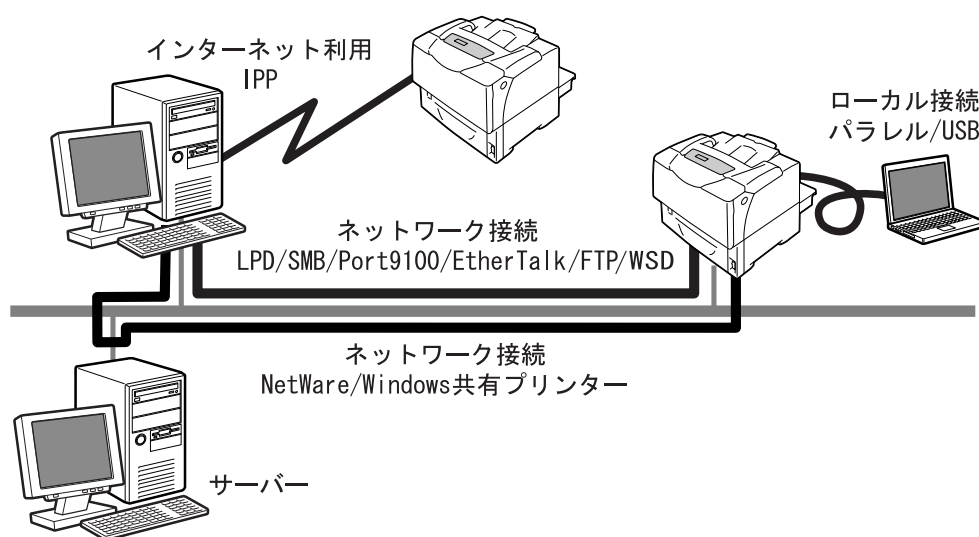 インターネット利用
IPP
ローカル接続
パラレル/USB
ネットワーク接続
LPD/SMB/Port9100/EtherTalk/FTP/WSD
ネットワーク接続
NetWare/Windows共有プリンター
サーバー